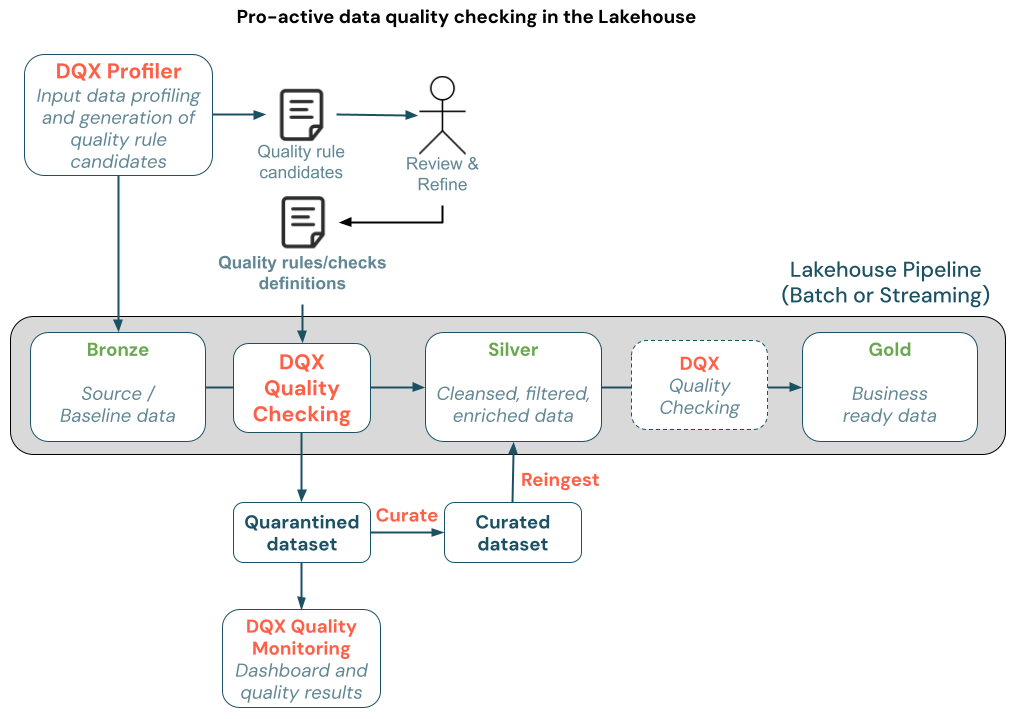 Pro-active data quality checking in the Lakehouse
DQX Profiler
Input data profiling
and generation of
quality rule
candidates
Quality rule
candidates
Review &
Refine
Quality rules/checks
definitions
Lakehouse Pipeline
(Batch or Streaming)
Bronze
Source /
Baseline data
DQX
Quality
Checking
Silver
Cleansed, filtered,
enriched data
DQX
Quality
Checking
Gold
Business
ready data
Reingest
Quarantined
dataset
Curate
Curated
dataset
DQX Quality
Monitoring
Dashboard and
quality results